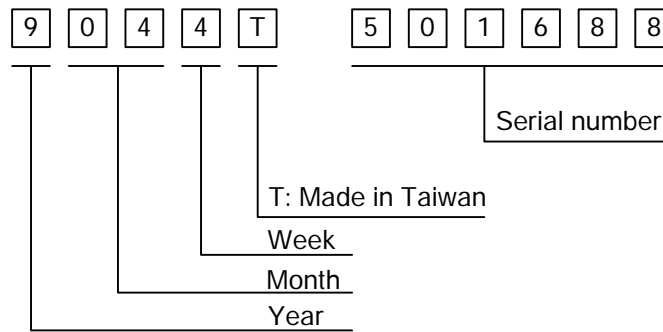 9 0 4 4 T 5 0 1 6 8 8
Serial number
T: Made in Taiwan
Week
Month
Year